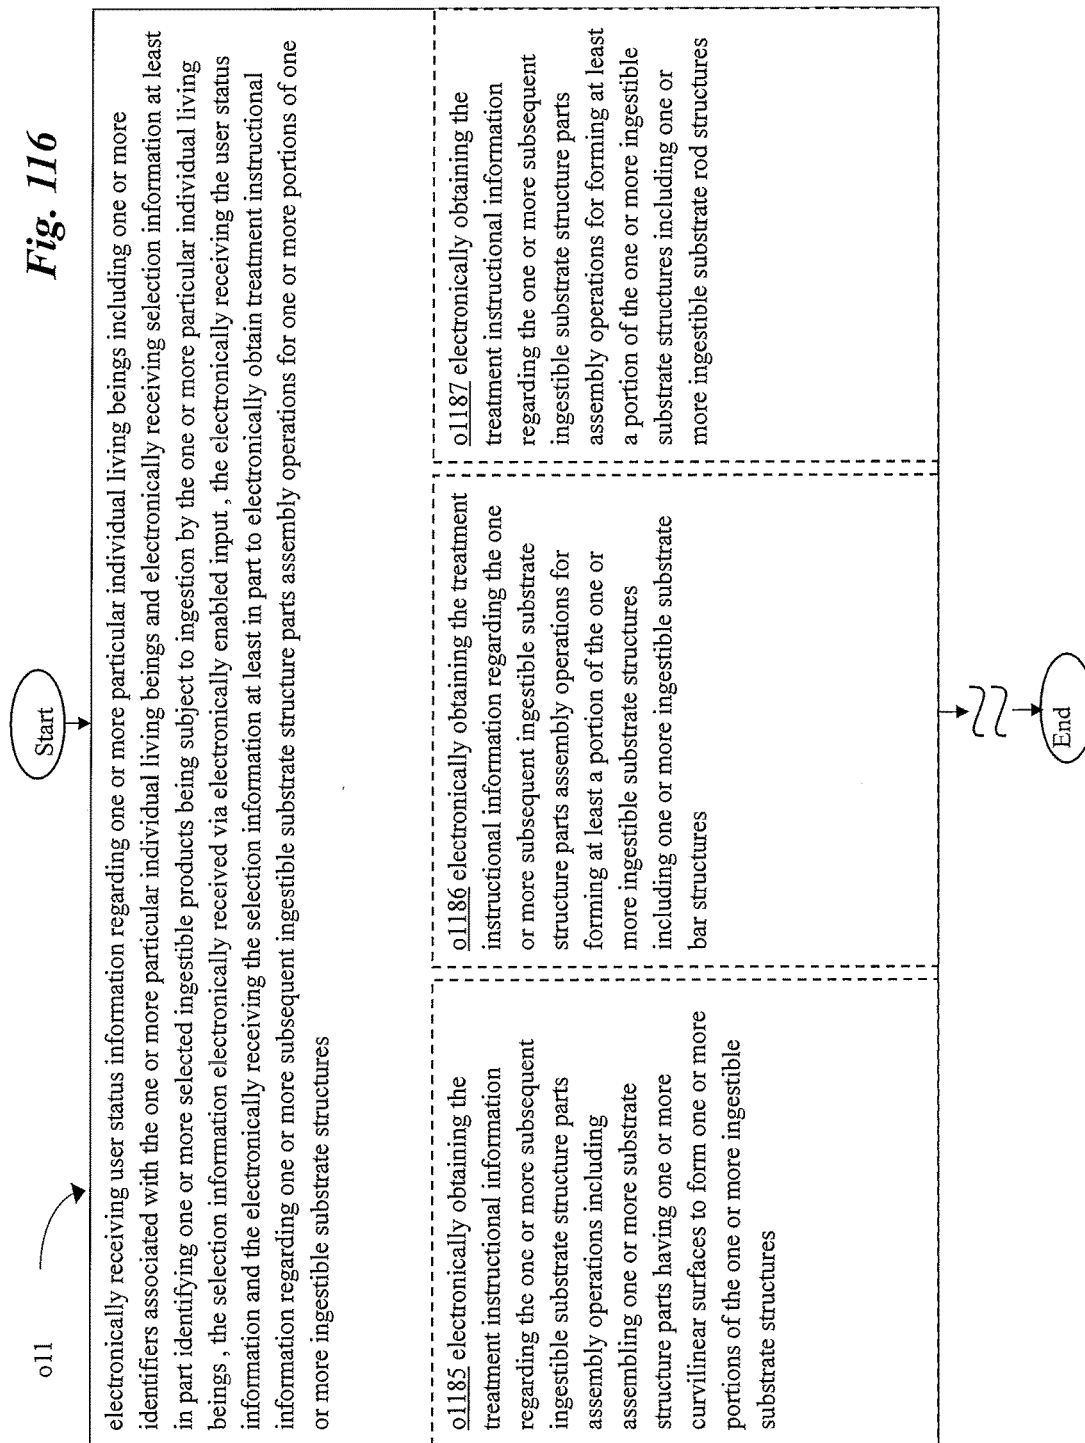 Fig. 116
Start
o11
electronically receiving user status information regarding one or more particular individual living beings including one or more
identifiers associated with the one or more particular individual living beings and electronically receiving selection information at least
in part identifying one or more selected ingestible products being subject to ingestion by the one or more particular individual living
beings , the selection information electronically received via electronically enabled input , the electronically receiving the user status
information and the electronically receiving the selection information at least in part to electronically obtain treatment instructional
information regarding one or more subsequent ingestible substrate structure parts assembly operations for one or more portions of one
or more ingestible substrate structures
o1185 electronically obtaining the
treatment instructional information
regarding the one or more subsequent
ingestible substrate structure parts
assembly operations including
assembling one or more substrate
structure parts having one or more
curvilinear surfaces to form one or more
portions of the one or more ingestible
substrate structures
o1186 electronically obtaining the treatment
instructional information regarding the one
or more subsequent ingestible substrate
structure parts assembly operations for
forming at least a portion of the one or
more ingestible substrate structures
including one or more ingestible substrate
bar structures
o1187 electronically obtaining the
treatment instructional information
regarding the one or more subsequent
ingestible substrate structure parts
assembly operations for forming at least
a portion of the one or more ingestible
substrate structures including one or
more ingestible substrate rod structures
End